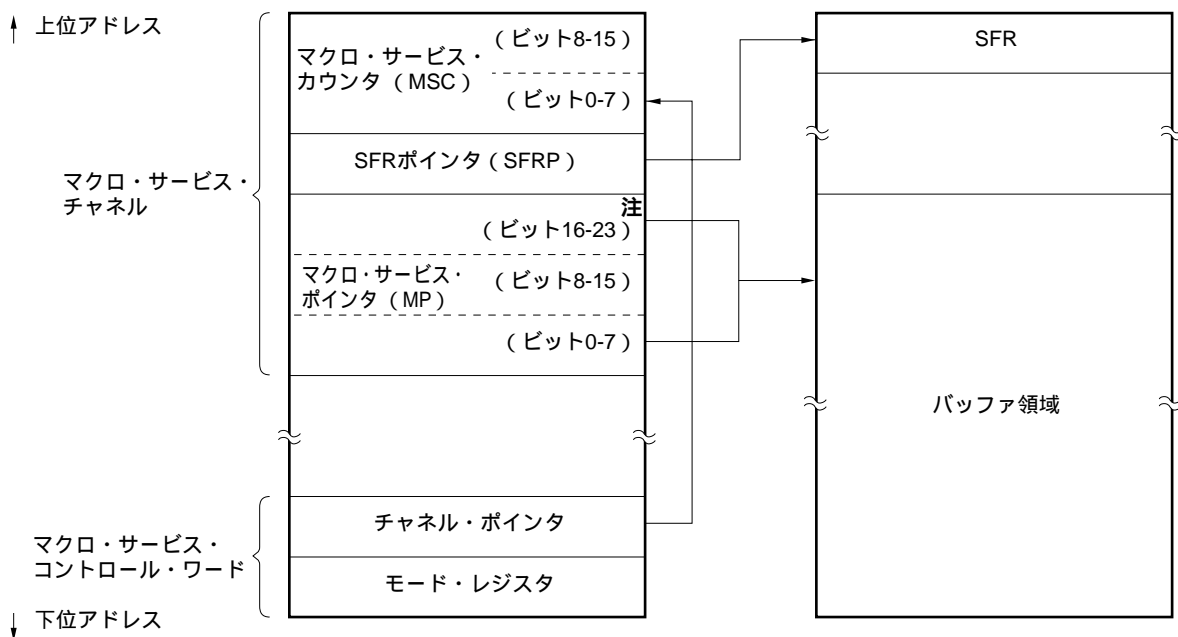 上位アドレス
マクロ・サービス・
チャネル
マクロ・サービス・
コントロール・ワード
下位アドレス
マクロ・サービス・
カウンタ（MSC）
（ビット8-15）
（ビット0-7）
SFRポインタ（SFRP）
注
（ビット16-23）
マクロ・サービス・
ポインタ（MP）
（ビット8-15）
（ビット0-7）
チャネル・ポインタ
モード・レジスタ
SFR
バッファ領域